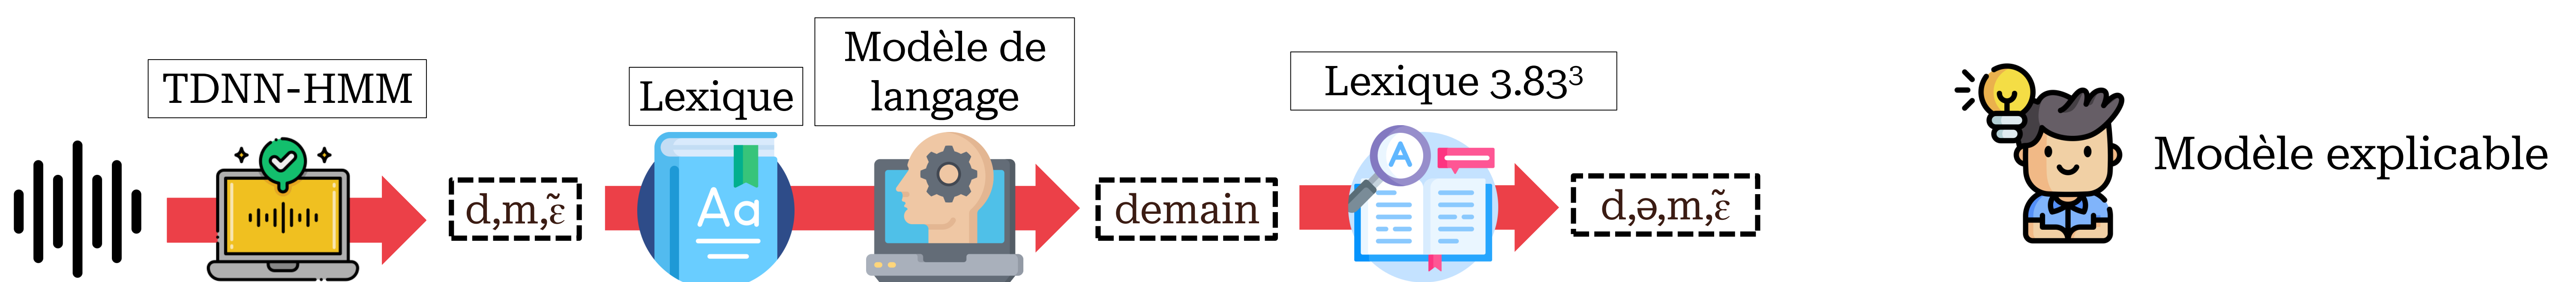 TDNN-HMM
d,m,ɛ̃
Lexique
Aa
Modèle de
langage
demain
Lexique 3.83³
A
d,ə,m,ɛ̃
Modèle explicable